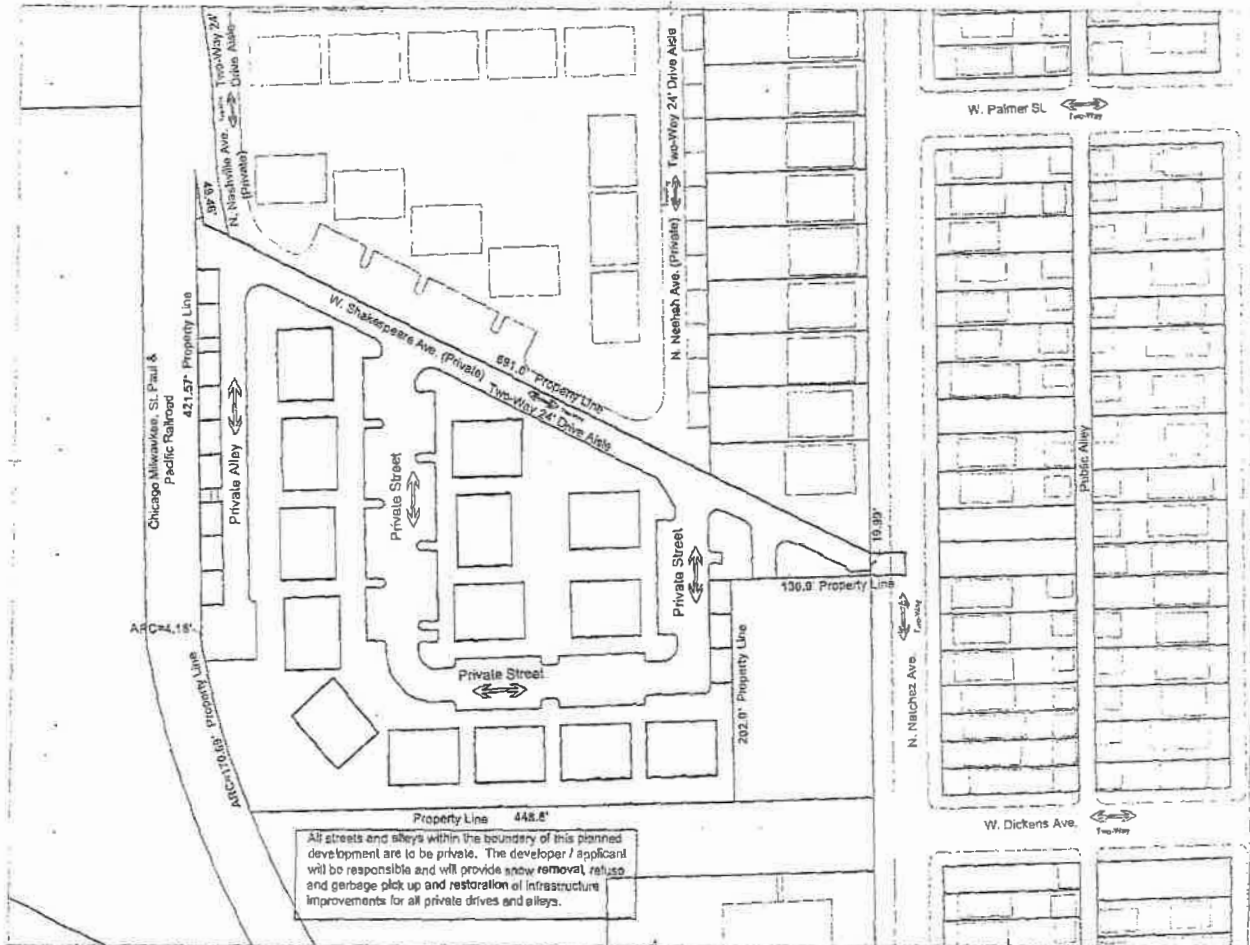 Two-Way 24'
Drive Aisle
N. Nashville Ave.
(Private)
49.46'
N. Neenah Ave. (Private) Two-Way 24' Drive Aisle
W. Palmer St.
Two-Way
Chicago Milwaukee, St. Paul &
Pacific Railroad
421.57' Property Line
Private Alley
W. Shakespeare Ave. (Private) Two-Way 24' Drive Aisle
691.0' Property Line
Private Street
Private Street
Private Street
19.99'
130.9' Property Line
Two-Way
N. Natchez Ave.
Public Alley
ARC=4.16'
ARC=170.69' Property Line
202.0' Property Line
Property Line 448.8'
W. Dickens Ave.
Two-Way
All streets and alleys within the boundary of this planned
development are to be private. The developer / applicant
will be responsible and will provide snow removal, refuse
and garbage pick up and restoration of infrastructure
improvements for all private drives and alleys.